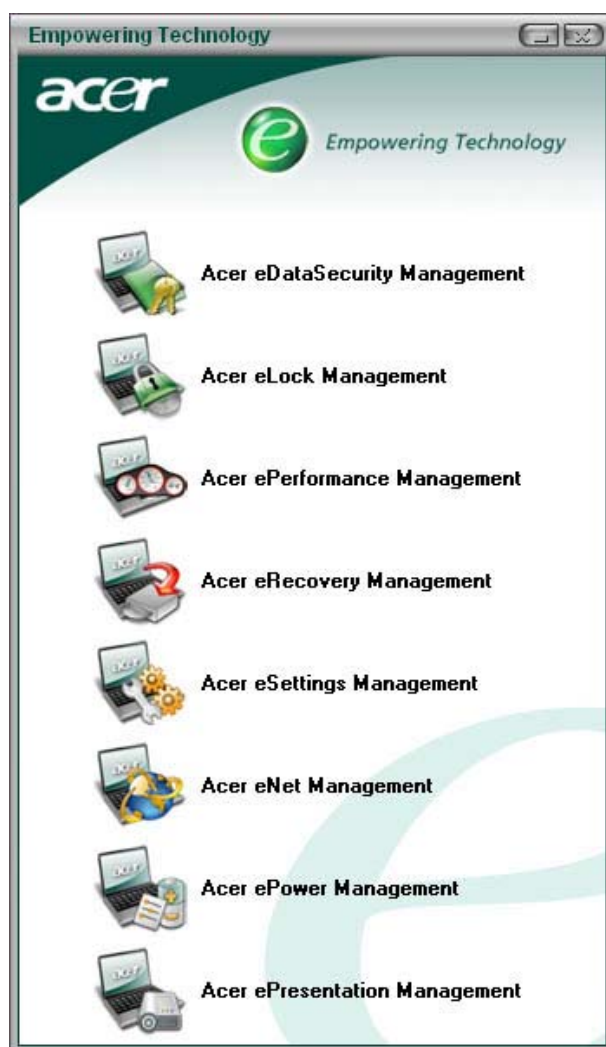 Empowering Technology
acer
e Empowering Technology
Acer eDataSecurity Management
Acer eLock Management
Acer ePerformance Management
Acer eRecovery Management
Acer eSettings Management
Acer eNet Management
Acer ePower Management
Acer ePresentation Management